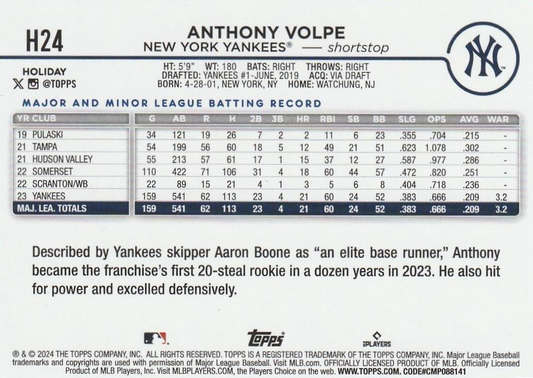 H24
ANTHONY VOLPE
NEW YORK YANKEES® — shortstop
HOLIDAY
@TOPPS
HT: 5'9" WT: 180 BATS: RIGHT THROWS: RIGHT
DRAFTED: YANKEES #1-JUNE, 2019 ACQ: VIA DRAFT
BORN: 4-28-01, NEW YORK, NY HOME: WATCHUNG, NJ
MAJOR AND MINOR LEAGUE BATTING RECORD
YR CLUB G AB R H 2B 3B HR RBI SB BB SLG OPS AVG WAR
19 PULASKI 34 121 19 26 7 2 2 11 6 23 .355 .704 .215 -
21 TAMPA 54 199 56 60 18 5 12 49 21 51 .623 1.078 .302 -
21 HUDSON VALLEY 55 213 57 61 17 1 15 37 12 27 .587 .977 .286 -
22 SOMERSET 110 422 71 106 31 4 18 60 44 57 .472 .820 .251 -
22 SCRANTON/WB 22 89 15 21 4 1 3 5 6 8 .404 .718 .236 -
23 YANKEES 159 541 62 113 23 4 21 60 24 52 .383 .666 .209 3.2
MAJ. LEA. TOTALS 159 541 62 113 23 4 21 60 24 52 .383 .666 .209 3.2
Described by Yankees skipper Aaron Boone as “an elite base runner,” Anthony
became the franchise's first 20-steal rookie in a dozen years in 2023. He also hit
for power and excelled defensively.
Topps
PLAYERS
® & © 2024 THE TOPPS COMPANY, INC. ALL RIGHTS RESERVED. TOPPS IS A REGISTERED TRADEMARK OF THE TOPPS COMPANY, INC. Major League Baseball
trademarks and copyrights are used with permission of Major League Baseball. Visit MLB.com. OFFICIALLY LICENSED PRODUCT OF MLB. Officially Licensed
Product of MLB Players, Inc. Visit MLBPLAYERS.COM, the Players Choice on the web. WWW.TOPPS.COM. CODE#CMP088141